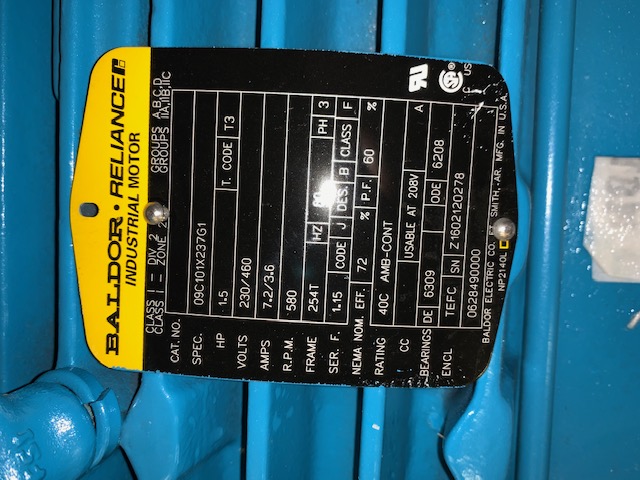 BALDOR • RELIANCE
INDUSTRIAL MOTOR
CLASS I – DIV 2 GROUPS A,B,C,D
CLASS I – ZONE 2 GROUPS IIA,IIB,IIC
CAT. NO.
SPEC. 09C101X237G1
HP 1.5 T. CODE T3
VOLTS 230/460
AMPS 7.2/3.6
R.P.M. 580
FRAME 254T HZ 60 PH 3
SER. F. 1.15 CODE J DES. B CLASS F
NEMA NOM. EFF. 72 % P.F. 60 %
RATING 40C AMB-CONT
CC USABLE AT 208V A
BEARINGS DE 6309 ODE 6208
ENCL TEFC SN Z1602120278
0628490000
BALDOR ELECTRIC CO. FT. SMITH, AR. MFG. IN U.S.A.
NP2140L
C US